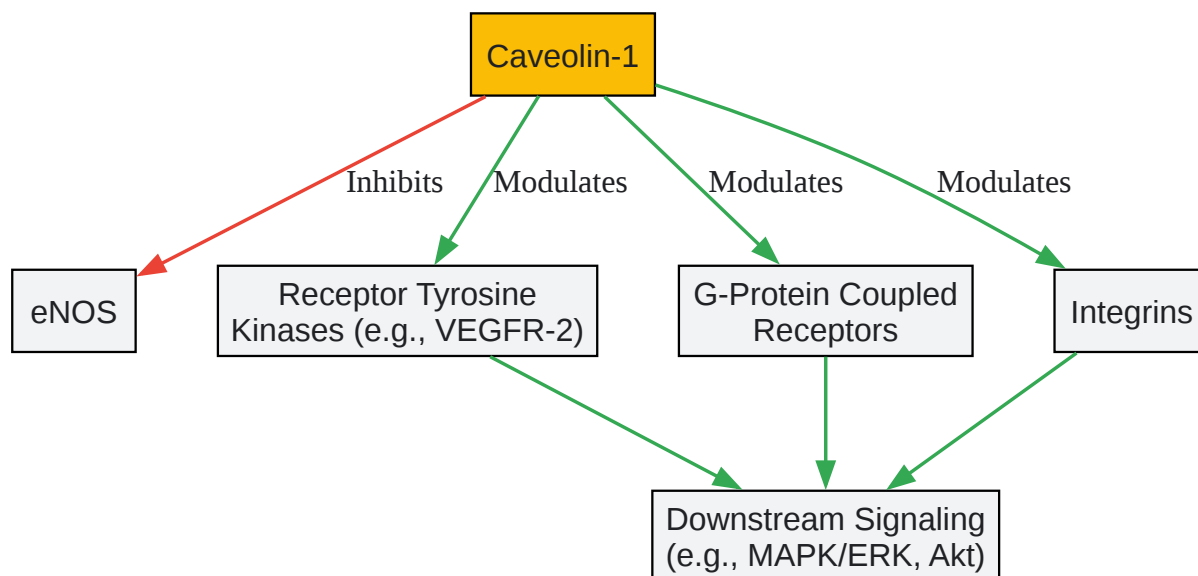 Caveolin-1
Inhibits
Modulates
Modulates
Modulates
eNOS
Receptor Tyrosine
Kinases (e.g., VEGFR-2)
G-Protein Coupled
Receptors
Integrins
Downstream Signaling
(e.g., MAPK/ERK, Akt)